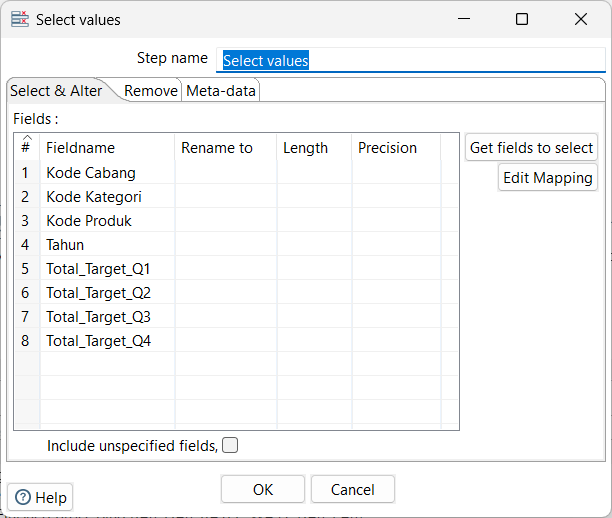 Select values
Step name Select values
Select & Alter Remove Meta-data
Fields :
# Fieldname Rename to Length Precision
Get fields to select
Edit Mapping
1 Kode Cabang
2 Kode Kategori
3 Kode Produk
4 Tahun
5 Total_Target_Q1
6 Total_Target_Q2
7 Total_Target_Q3
8 Total_Target_Q4
Include unspecified fields,
Help OK Cancel